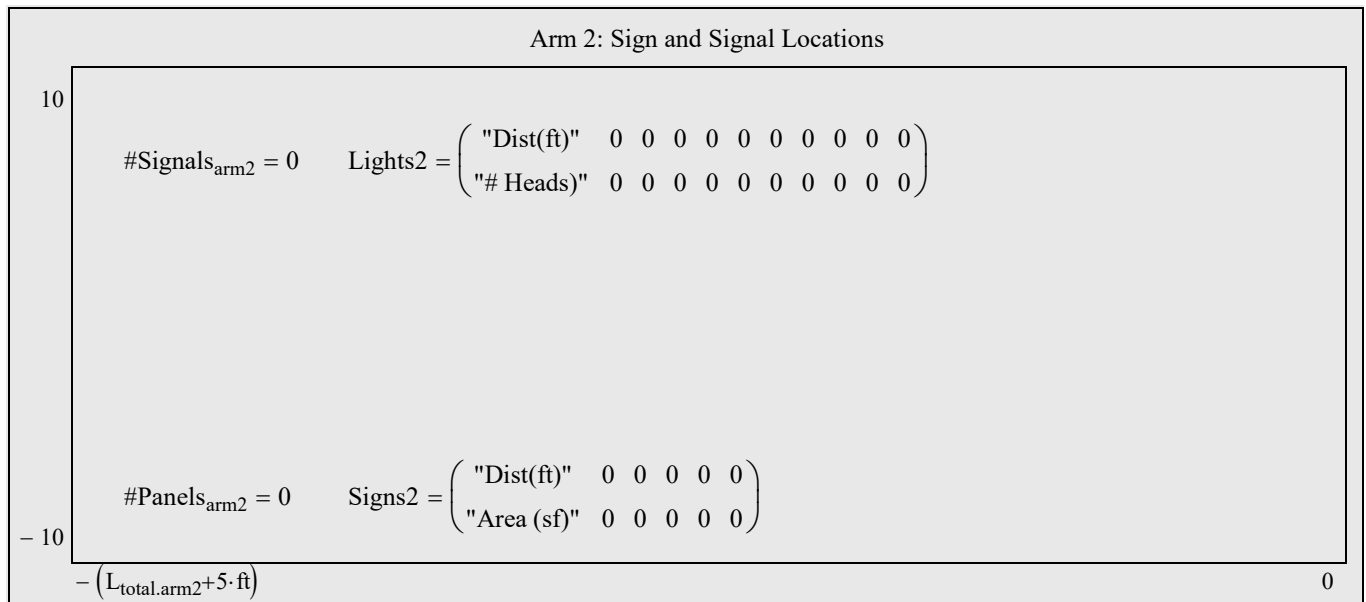 Arm 2: Sign and Signal Locations
10
#Signals_arm2 = 0 Lights2 = ( "Dist(ft)" 0 0 0 0 0 0 0 0 0 0
"# Heads)" 0 0 0 0 0 0 0 0 0 0 )
#Panels_arm2 = 0 Signs2 = ( "Dist(ft)" 0 0 0 0 0
"Area (sf)" 0 0 0 0 0 )
− 10
−(L_total.arm2+5·ft) 0